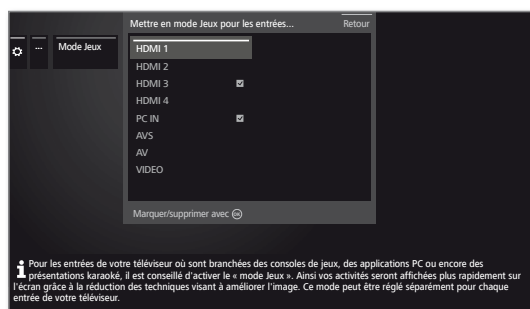 Mettre en mode Jeux pour les entrées... Retour
... Mode Jeux
HDMI 1
HDMI 2
HDMI 3
HDMI 4
PC IN
AVS
AV
VIDEO
Marquer/supprimer avec OK
Pour les entrées de votre téléviseur où sont branchées des consoles de jeux, des applications PC ou encore des
présentations karaoké, il est conseillé d'activer le « mode Jeux ». Ainsi vos activités seront affichées plus rapidement sur
l'écran grâce à la réduction des techniques visant à améliorer l'image. Ce mode peut être réglé séparément pour chaque
entrée de votre téléviseur.